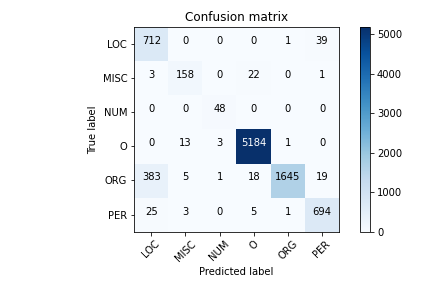 Confusion matrix
True label
LOC 712 0 0 0 1 39
MISC 3 158 0 22 0 1
NUM 0 0 48 0 0 0
O 0 13 3 5184 1 0
ORG 383 5 1 18 1645 19
PER 25 3 0 5 1 694
LOC MISC NUM O ORG PER
Predicted label
5000
4000
3000
2000
1000
0